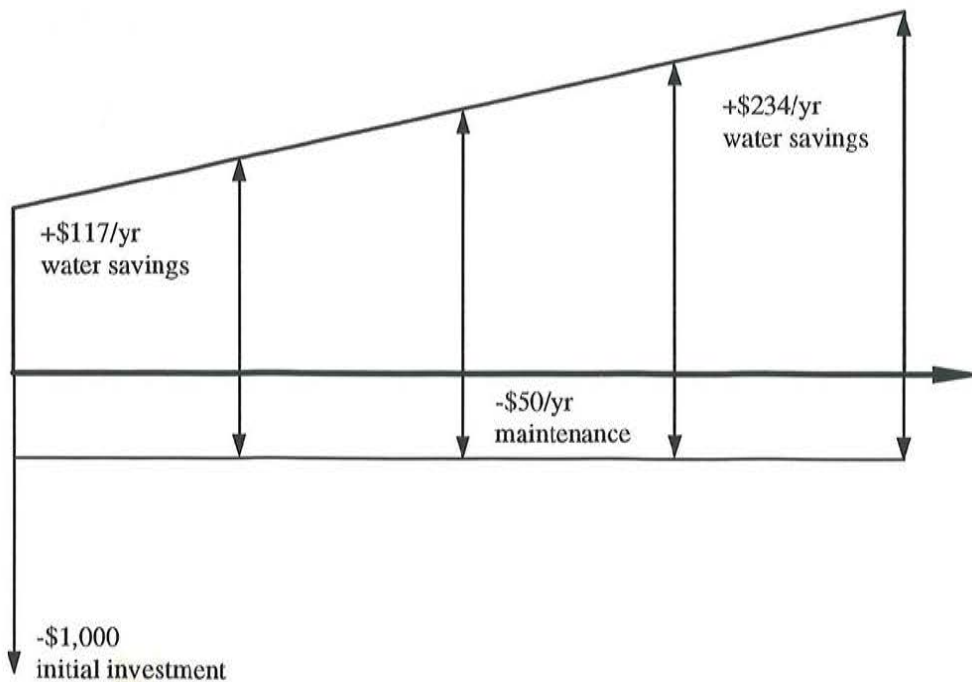 +$234/yr
water savings
+$117/yr
water savings
-$50/yr
maintenance
-$1,000
initial investment